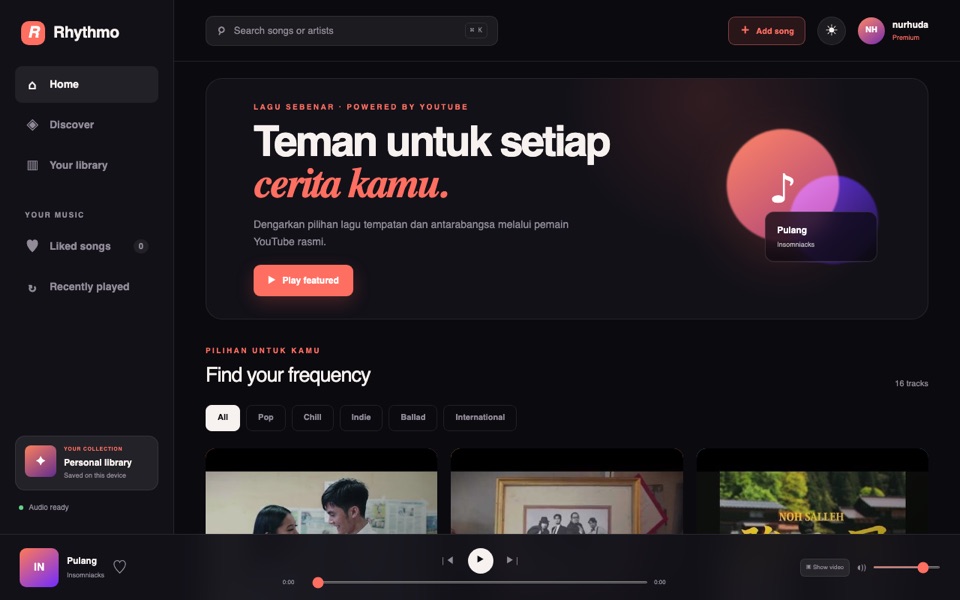 R Rhythmo
Search songs or artists
⌘ K
+ Add song
NH
nurhuda
Premium
Home
Discover
Your library
YOUR MUSIC
Liked songs 0
Recently played
YOUR COLLECTION
Personal library
Saved on this device
Audio ready
LAGU SEBENAR · POWERED BY YOUTUBE
Teman untuk setiap
cerita kamu.
Dengarkan pilihan lagu tempatan dan antarabangsa melalui pemain
YouTube rasmi.
Play featured
Pulang
Insomniacks
PILIHAN UNTUK KAMU
Find your frequency
16 tracks
All
Pop
Chill
Indie
Ballad
International
NOH SALLEH
IN
Pulang
Insomniacks
0:00
0:00
⌘ Show video